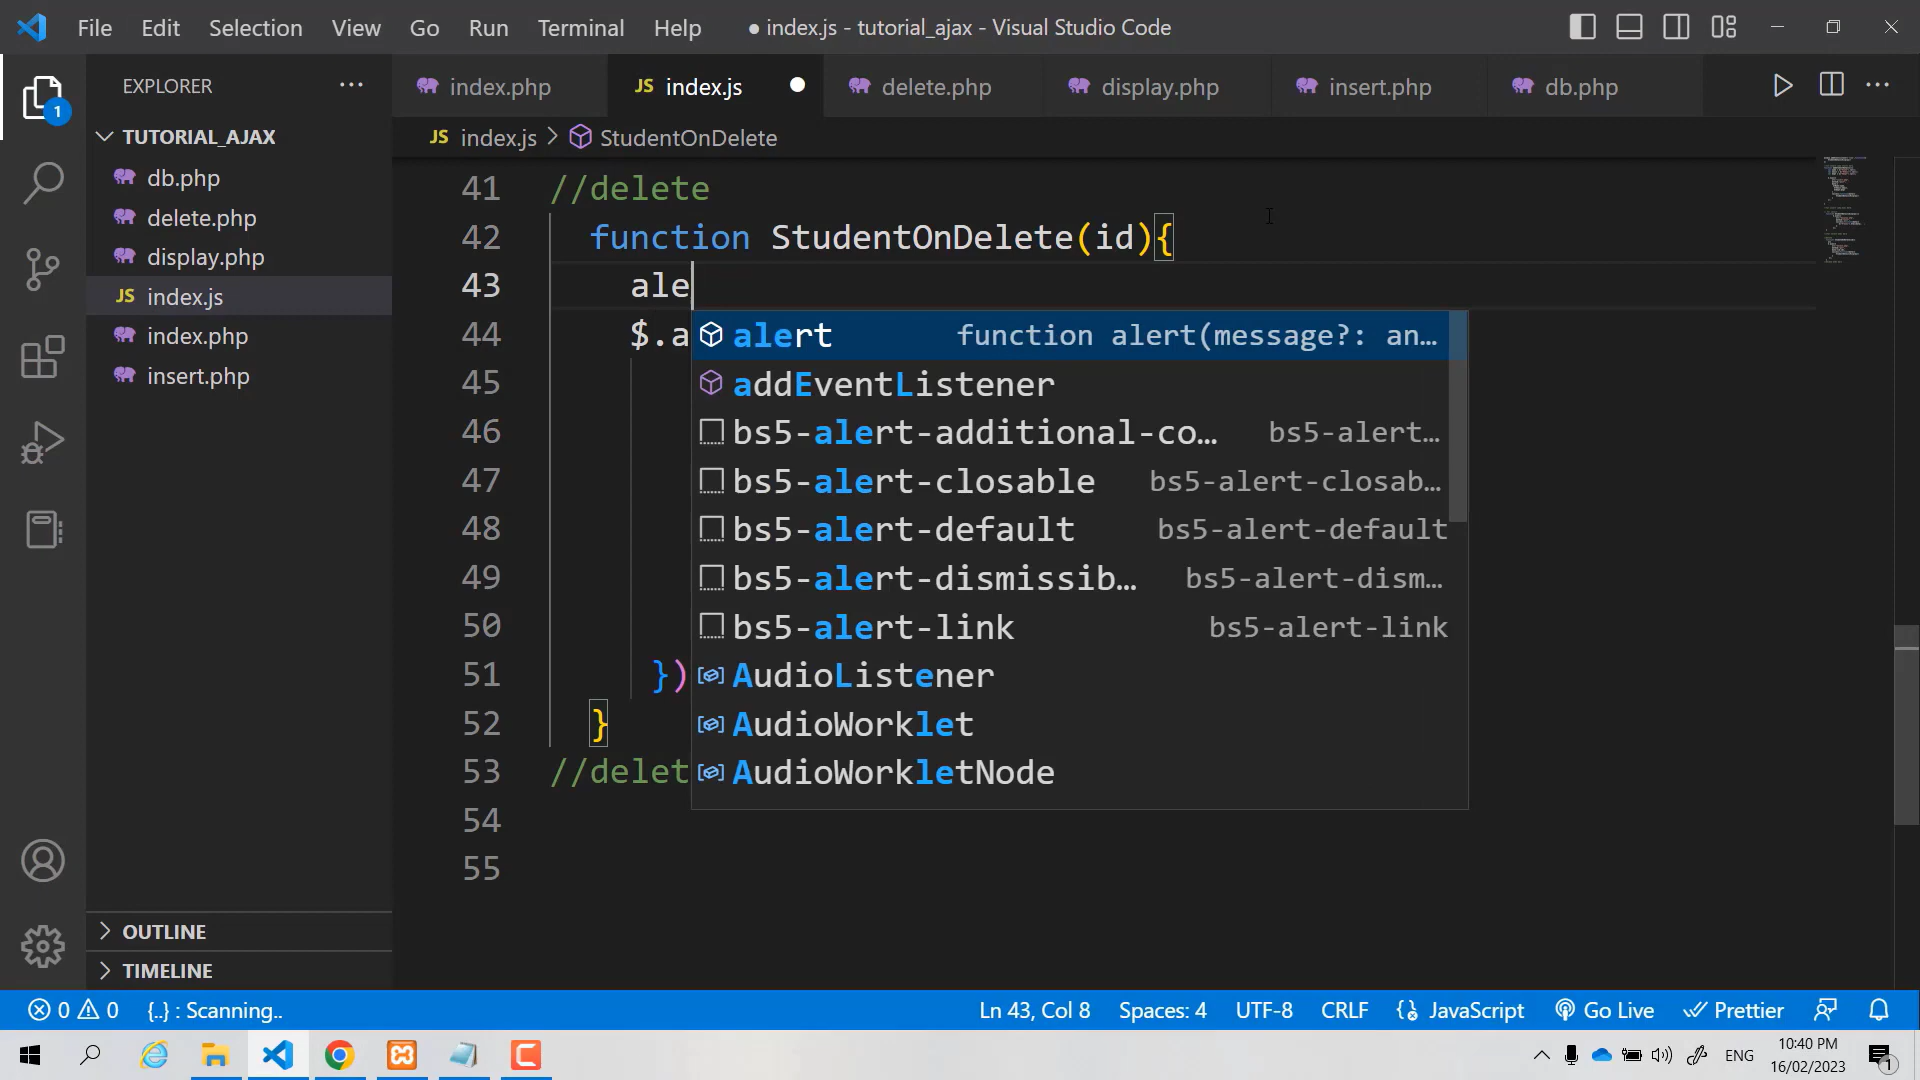 File Edit Selection View Go Run Terminal Help
● index.js - tutorial_ajax - Visual Studio Code
EXPLORER ...
index.php
JS index.js
delete.php
display.php
insert.php
db.php
1
TUTORIAL_AJAX
db.php
delete.php
display.php
JS index.js
index.php
insert.php
OUTLINE
TIMELINE
JS index.js > StudentOnDelete
41 //delete
42 function StudentOnDelete(id){
43 ale
44 $.a
45
46
47
48
49
50
51 })
52 }
53 //delet
54
55
alert function alert(message?: an...
addEventListener
bs5-alert-additional-co... bs5-alert...
bs5-alert-closable bs5-alert-closab...
bs5-alert-default bs5-alert-default
bs5-alert-dismissib... bs5-alert-dism...
bs5-alert-link bs5-alert-link
AudioListener
AudioWorklet
AudioWorkletNode
0 0 {..} : Scanning..
Ln 43, Col 8 Spaces: 4 UTF-8 CRLF JavaScript Go Live Prettier
ENG
10:40 PM
16/02/2023
1